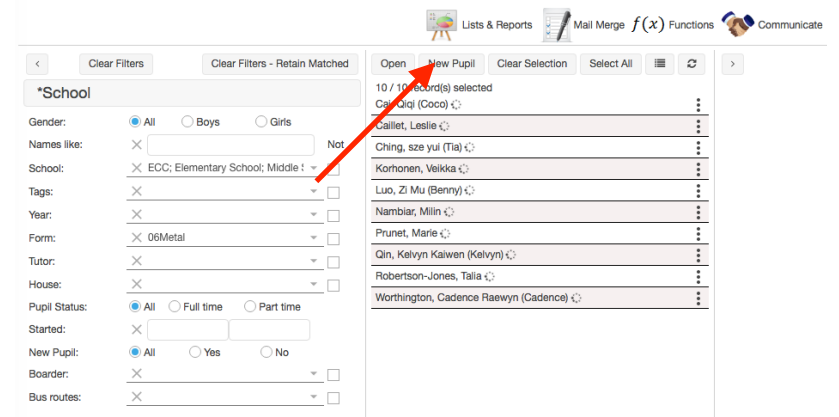 Lists & Reports Mail Merge f(x) Functions Communicate
< Clear Filters Clear Filters - Retain Matched Open New Pupil Clear Selection Select All >
*School
10 / 10 record(s) selected
Qiqi (Coco)
Gender: All Boys Girls
Caillet, Leslie
Names like: Not
Ching, sze yui (Tia)
School: ECC; Elementary School; Middle
Korhonen, Veikka
Tags:
Luo, Zi Mu (Benny)
Year:
Nambiar, Milin
Form: 06Metal
Prunet, Marie
Tutor:
Qin, Kelvyn Kaiwen (Kelvyn)
House:
Robertson-Jones, Talia
Pupil Status: All Full time Part time
Worthington, Cadence Raewyn (Cadence)
Started:
New Pupil: All Yes No
Boarder:
Bus routes: